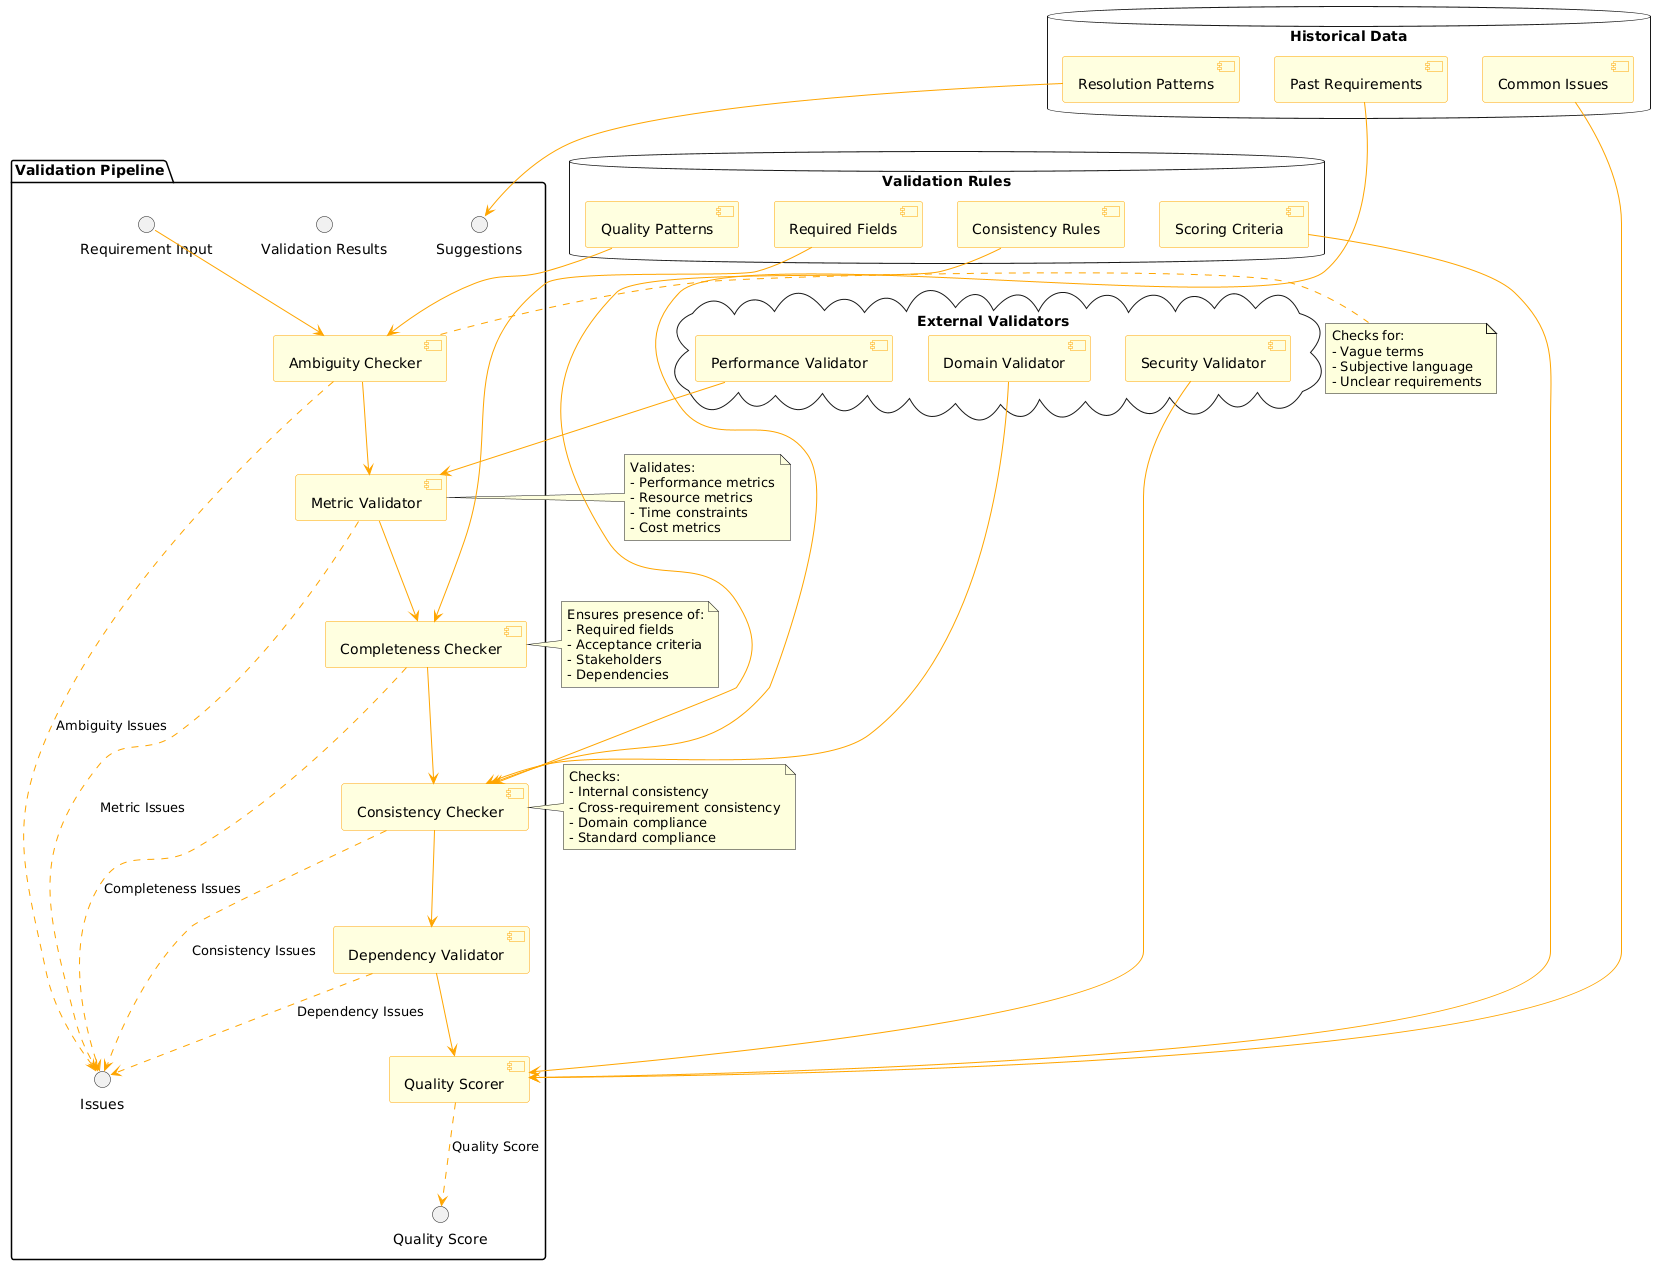 Historical Data
Resolution Patterns
Past Requirements
Common Issues
Validation Pipeline
Validation Rules
Quality Patterns
Required Fields
Consistency Rules
Scoring Criteria
Requirement Input
Validation Results
Suggestions
External Validators
Performance Validator
Domain Validator
Security Validator
Checks for:
- Vague terms
- Subjective language
- Unclear requirements
Ambiguity Checker
Metric Validator
Validates:
- Performance metrics
- Resource metrics
- Time constraints
- Cost metrics
Completeness Checker
Ensures presence of:
- Required fields
- Acceptance criteria
- Stakeholders
- Dependencies
Ambiguity Issues
Metric Issues
Consistency Checker
Checks:
- Internal consistency
- Cross-requirement consistency
- Domain compliance
- Standard compliance
Completeness Issues
Consistency Issues
Dependency Validator
Dependency Issues
Quality Scorer
Issues
Quality Score
Quality Score